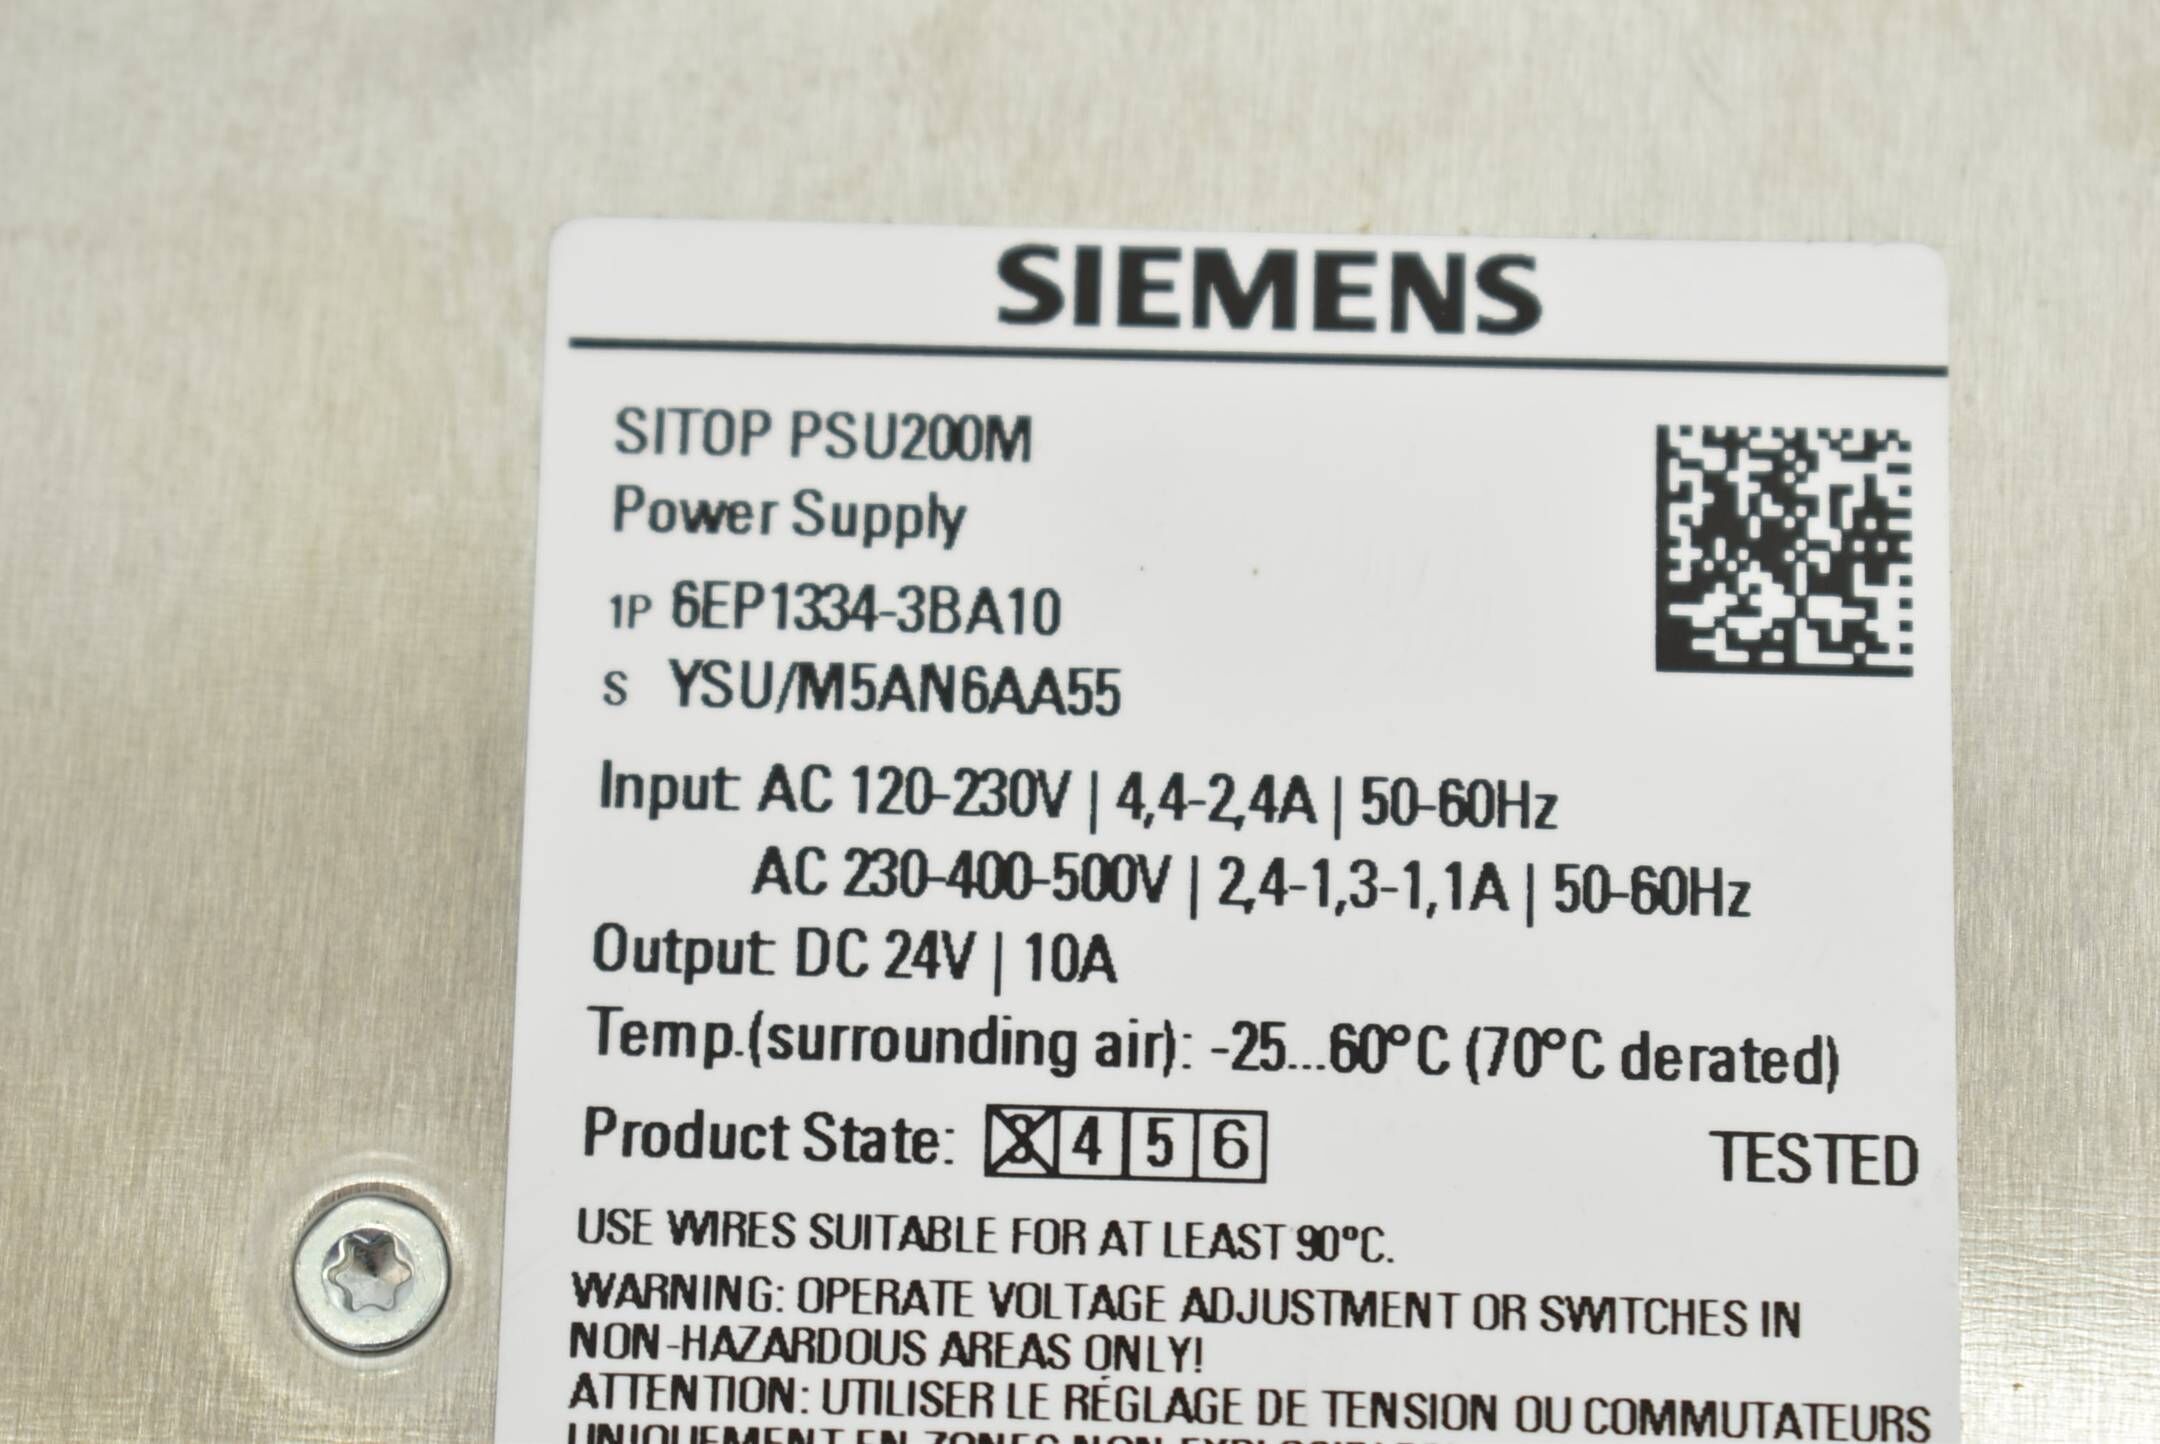 SIEMENS
SITOP PSU200M
Power Supply
1P 6EP1334-3BA10
S YSU/M5AN6AA55
Input: AC 120-230V | 4,4-2,4A | 50-60Hz
AC 230-400-500V | 2,4-1,3-1,1A | 50-60Hz
Output: DC 24V | 10A
Temp.(surrounding air): -25...60°C (70°C derated)
Product State: 3 4 5 6
TESTED
USE WIRES SUITABLE FOR AT LEAST 90°C.
WARNING: OPERATE VOLTAGE ADJUSTMENT OR SWITCHES IN
NON-HAZARDOUS AREAS ONLY!
ATTENTION: UTILISER LE RÉGLAGE DE TENSION OU COMMUTATEURS
UNIQUEMENT EN ZONES NON